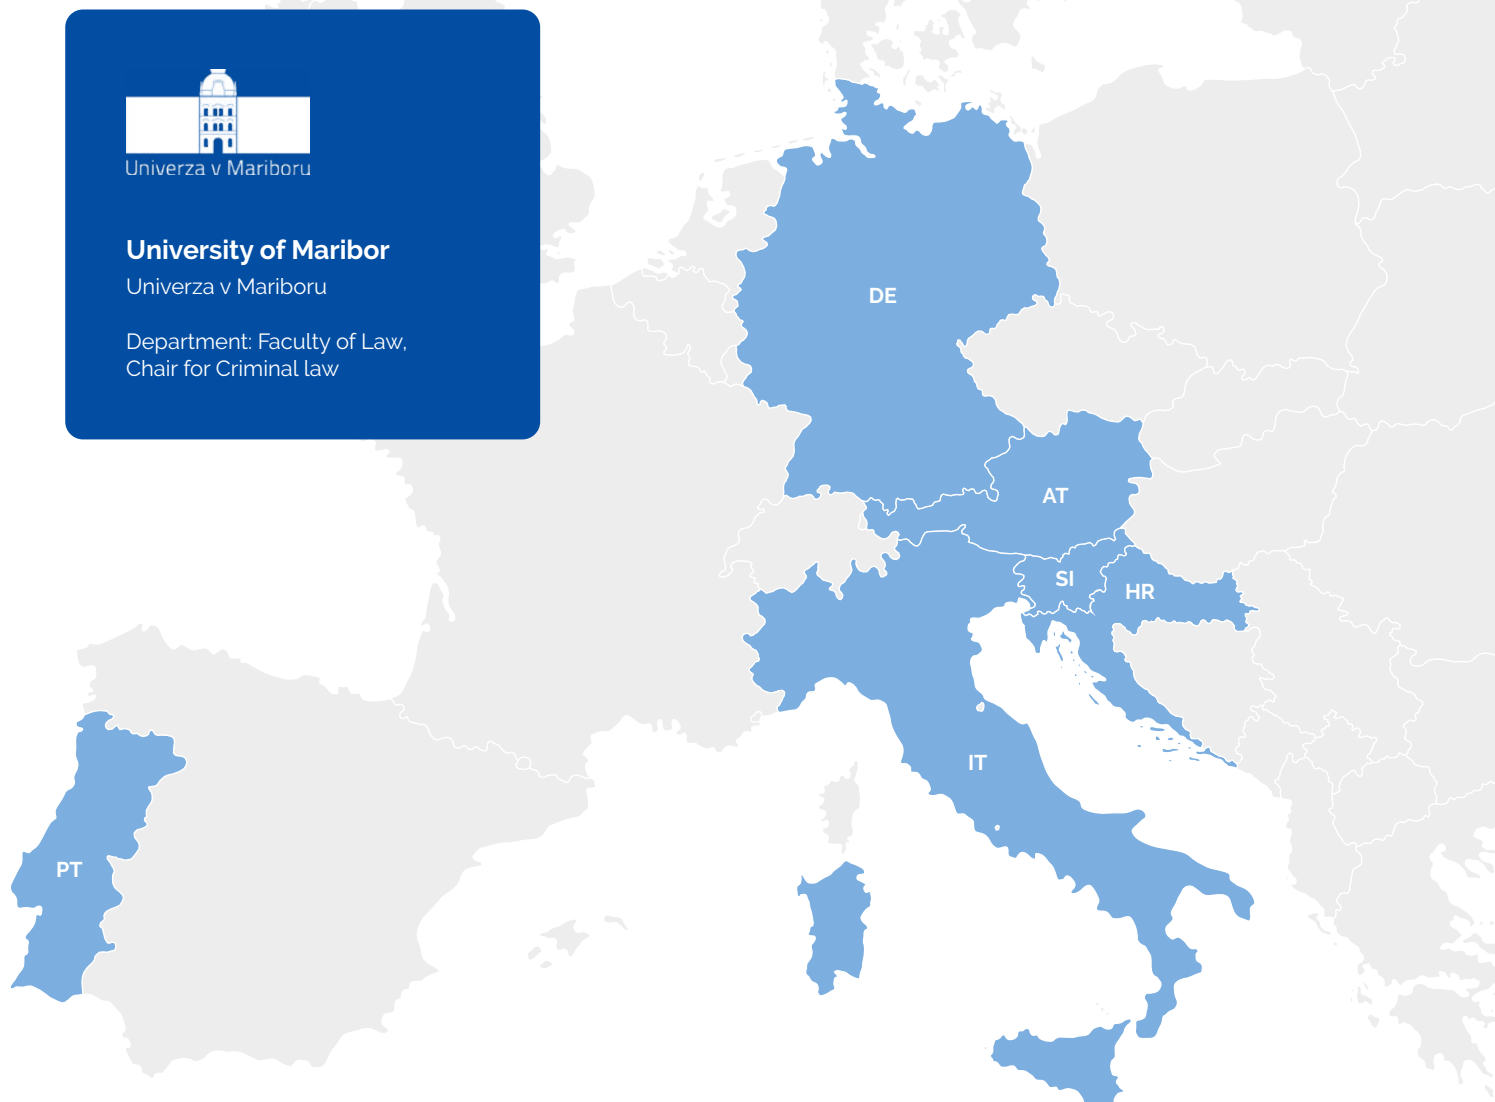 Univerza v Mariboru
University of Maribor
Univerza v Mariboru
Department: Faculty of Law,
Chair for Criminal law
DE
AT
SI
HR
IT
PT